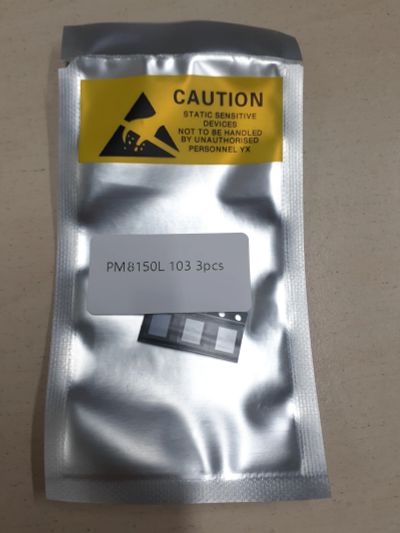 CAUTION
STATIC SENSITIVE
DEVICES
NOT TO BE HANDLED
BY UNAUTHORISED
PERSONNEL YX
PM8150L 103 3pcs